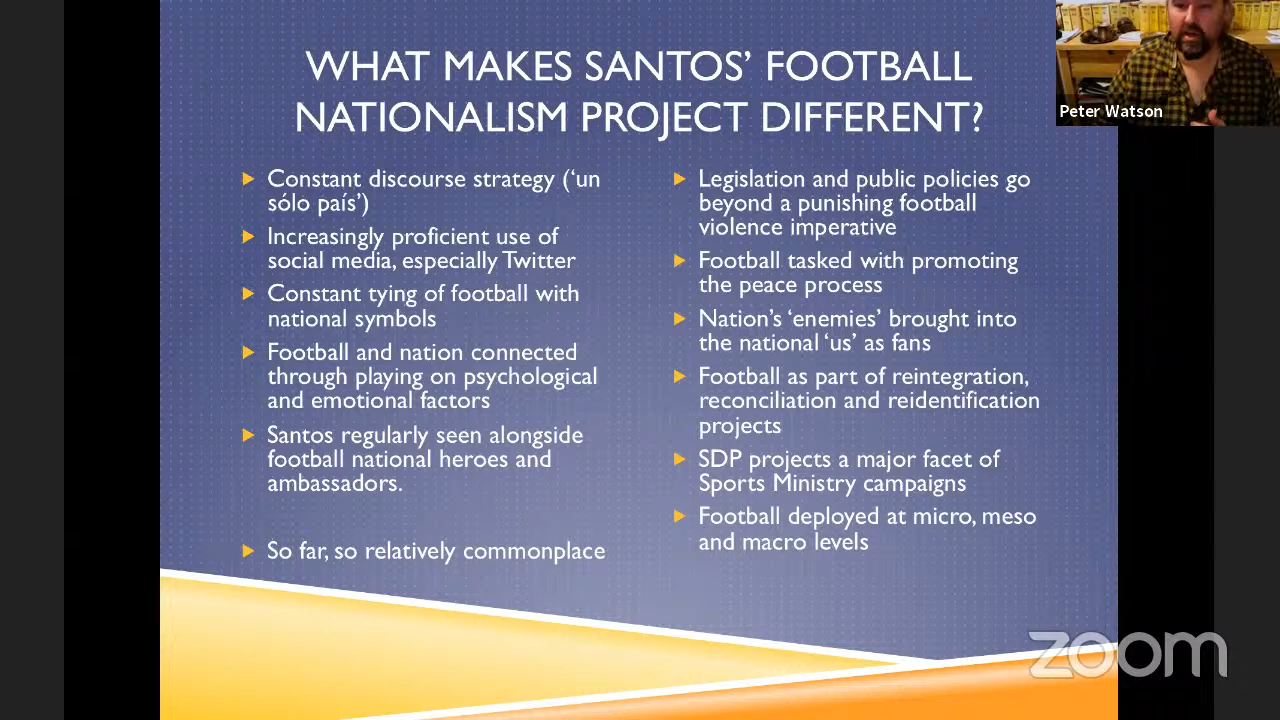 WHAT MAKES SANTOS' FOOTBALL
NATIONALISM PROJECT DIFFERENT?
Constant discourse strategy ('un
sólo país')
Increasingly proficient use of
social media, especially Twitter
Constant tying of football with
national symbols
Football and nation connected
through playing on psychological
and emotional factors
Santos regularly seen alongside
football national heroes and
ambassadors.
So far, so relatively commonplace
Legislation and public policies go
beyond a punishing football
violence imperative
Football tasked with promoting
the peace process
Nation's 'enemies' brought into
the national 'us' as fans
Football as part of reintegration,
reconciliation and reidentification
projects
SDP projects a major facet of
Sports Ministry campaigns
Football deployed at micro, meso
and macro levels
Peter Watson
zoom